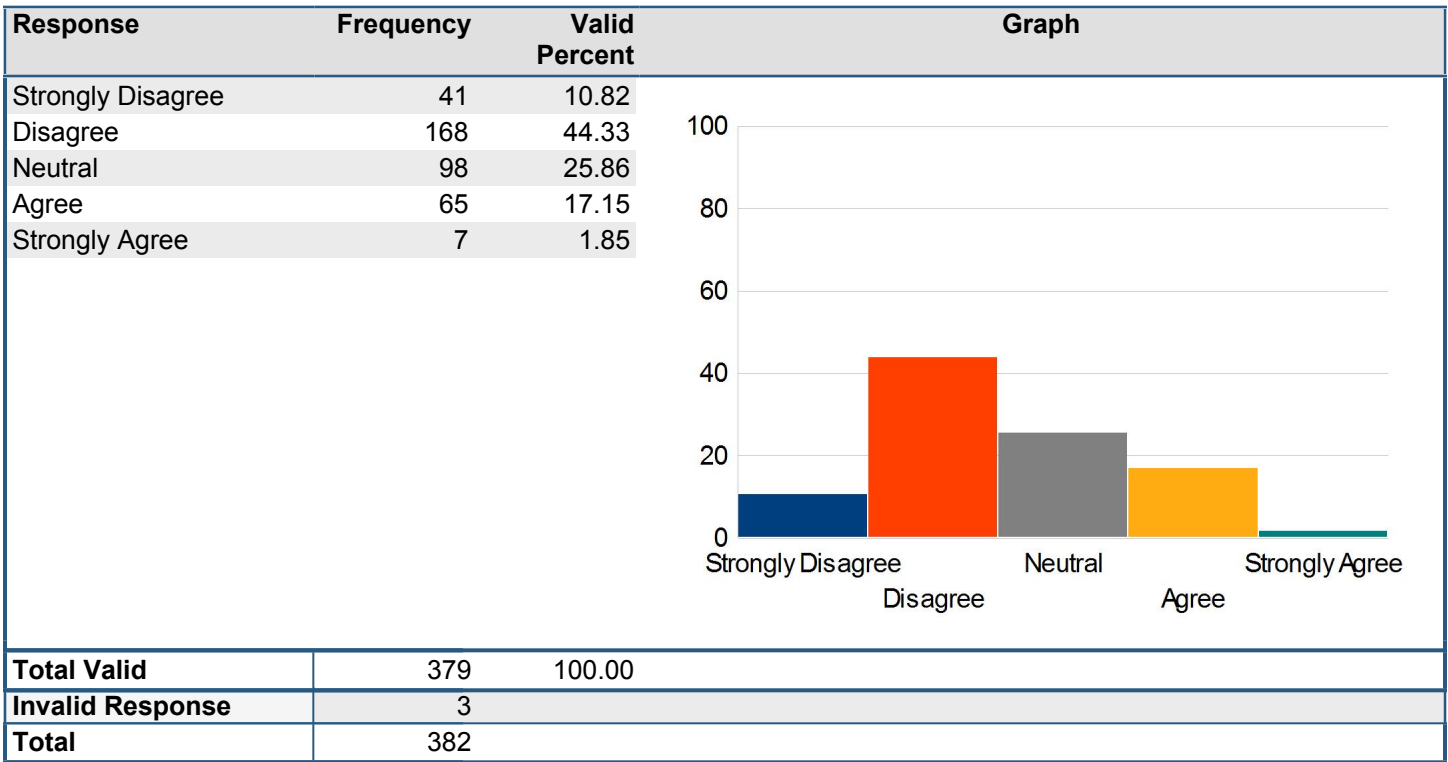 Response Frequency Valid Percent Graph
Strongly Disagree 41 10.82
Disagree 168 44.33
Neutral 98 25.86
Agree 65 17.15
Strongly Agree 7 1.85
100
80
60
40
20
0
Strongly Disagree Neutral Strongly Agree
Disagree Agree
Total Valid 379 100.00
Invalid Response 3
Total 382